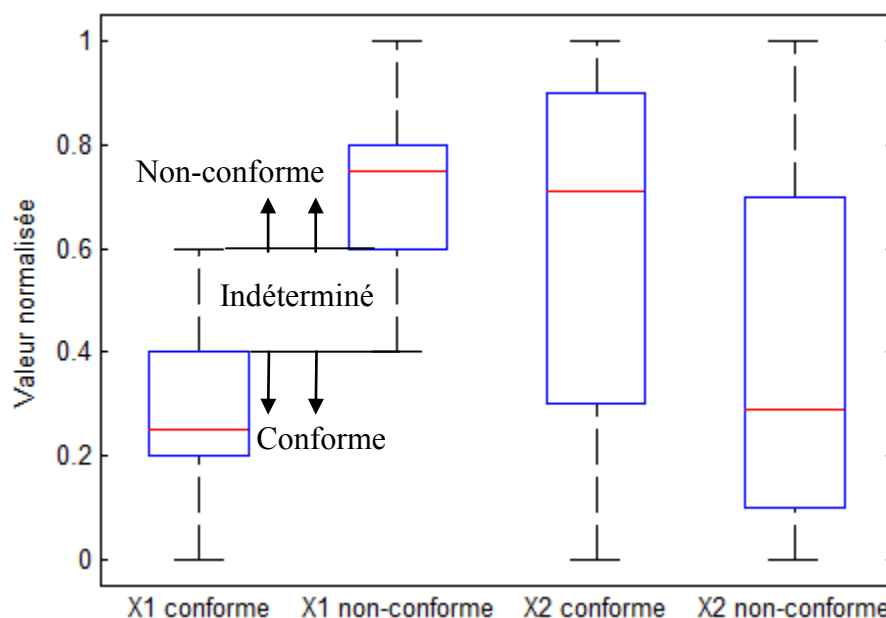 Valeur normalisée
1
0.8
0.6
0.4
0.2
0
Non-conforme
Indéterminé
Conforme
X1 conforme
X1 non-conforme
X2 conforme
X2 non-conforme